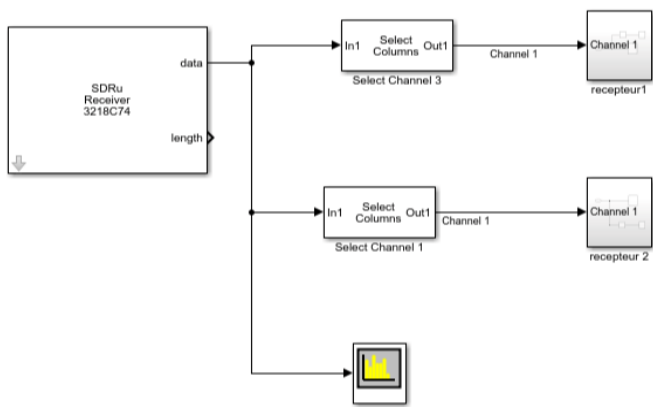 SDRu
Receiver
3218C74
data
length
In1
Select
Columns
Out1
Select Channel 3
Channel 1
Channel 1
recepteur1
In1
Select
Columns
Out1
Select Channel 1
Channel 1
Channel 1
recepteur 2